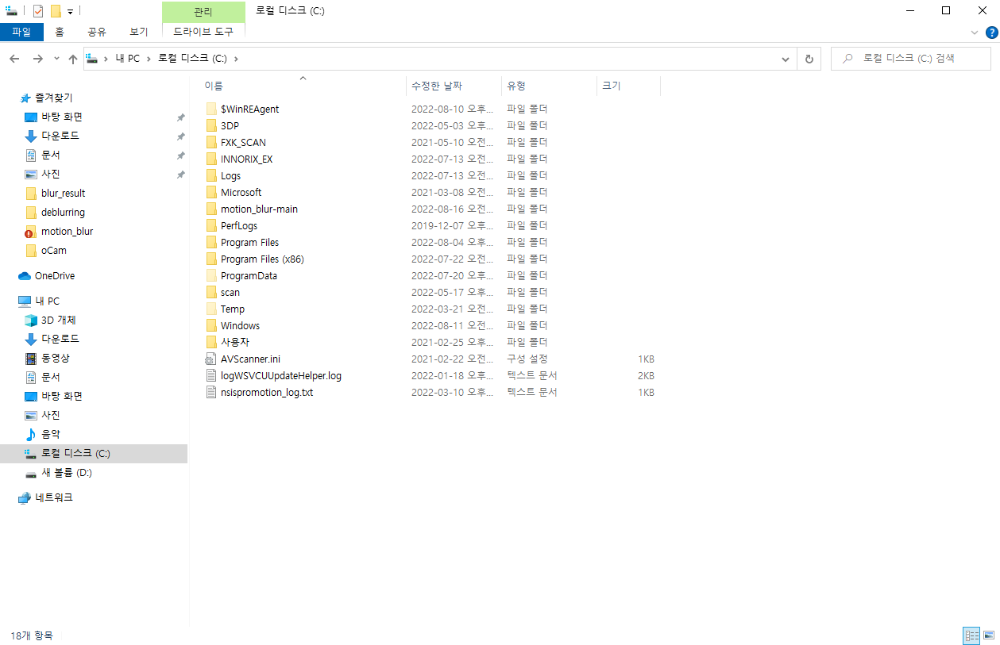 관리 로컬 디스크 (C:)
파일 홈 공유 보기 드라이브 도구
내 PC 로컬 디스크 (C:) 로컬 디스크 (C:) 검색
즐겨찾기
바탕 화면
다운로드
문서
사진
blur_result
deblurring
motion_blur
oCam
OneDrive
내 PC
3D 개체
다운로드
동영상
문서
바탕 화면
사진
음악
로컬 디스크 (C:)
새 볼륨 (D:)
네트워크
이름 수정한 날짜 유형 크기
$WinREAgent 2022-08-10 오후... 파일 폴더
3DP 2022-05-03 오후... 파일 폴더
FXK_SCAN 2021-05-10 오전... 파일 폴더
INNORIX_EX 2022-07-13 오전... 파일 폴더
Logs 2022-07-13 오전... 파일 폴더
Microsoft 2021-03-08 오전... 파일 폴더
motion_blur-main 2022-08-16 오전... 파일 폴더
PerfLogs 2019-12-07 오후... 파일 폴더
Program Files 2022-08-04 오후... 파일 폴더
Program Files (x86) 2022-07-22 오전... 파일 폴더
ProgramData 2022-07-20 오후... 파일 폴더
scan 2022-05-17 오후... 파일 폴더
Temp 2022-03-21 오전... 파일 폴더
Windows 2022-08-11 오전... 파일 폴더
사용자 2021-02-25 오후... 파일 폴더
AVScanner.ini 2021-02-22 오전... 구성 설정 1KB
logWSVCUUpdateHelper.log 2022-01-18 오후... 텍스트 문서 2KB
nsispromotion_log.txt 2022-03-10 오후... 텍스트 문서 1KB
18개 항목